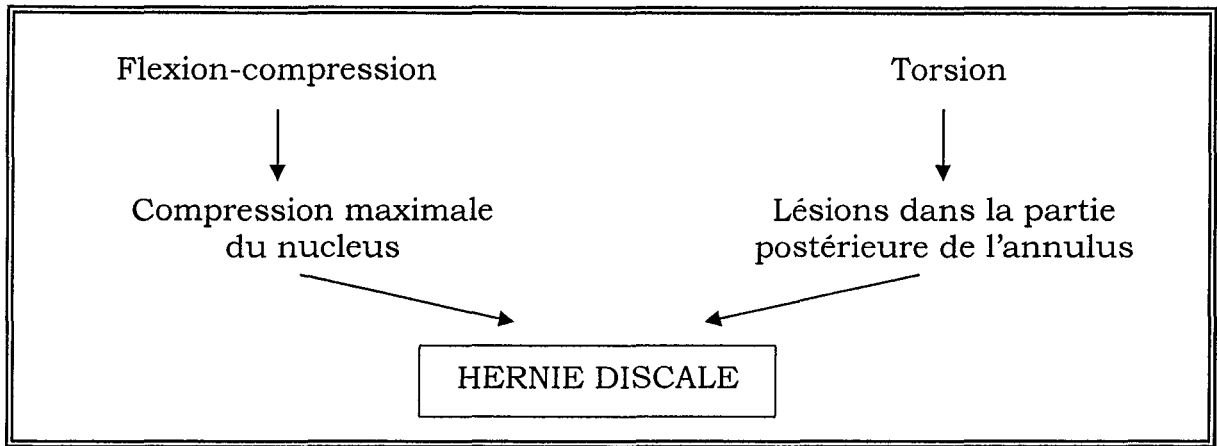 Flexion-compression
Torsion
Compression maximale
du nucleus
Lésions dans la partie
postérieure de l'annulus
HERNIE DISCALE